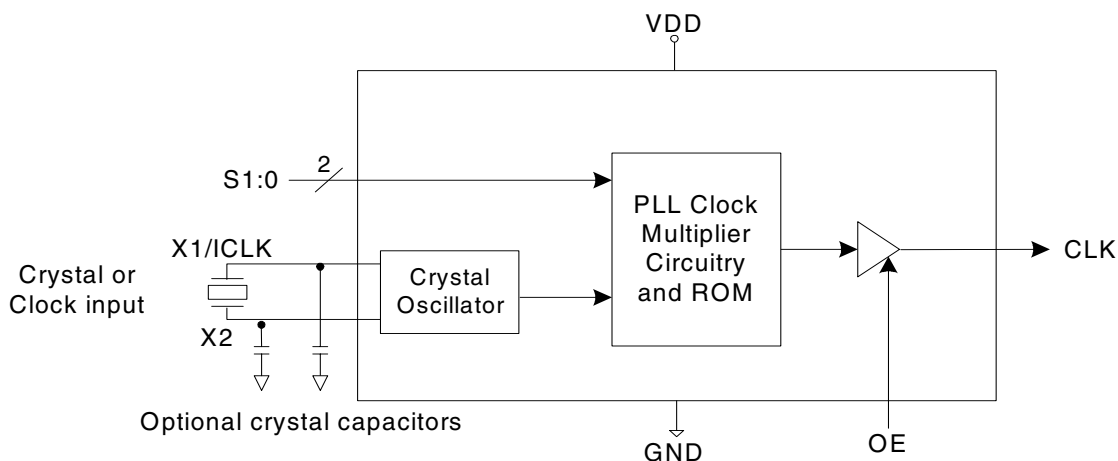 VDD
2
S1:0
PLL Clock
Multiplier
Circuitry
and ROM
X1/ICLK
Crystal or
Clock input
Crystal
Oscillator
CLK
X2
Optional crystal capacitors
GND
OE